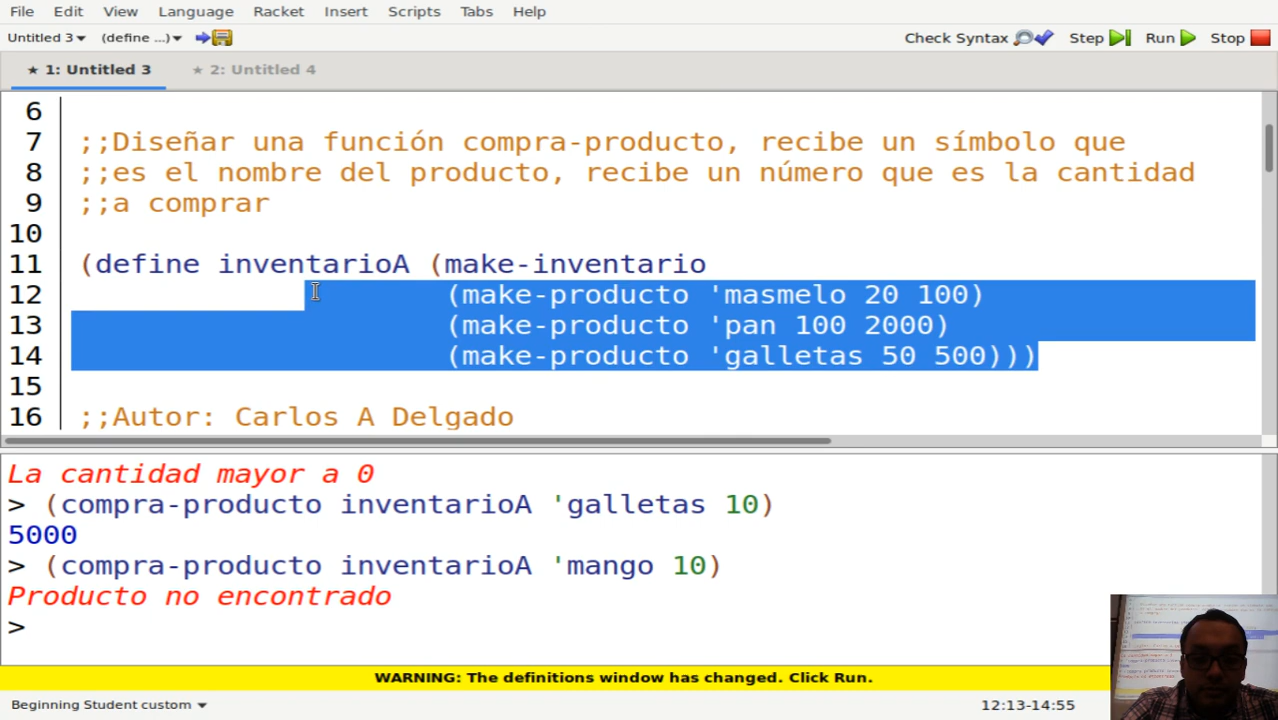 File Edit View Language Racket Insert Scripts Tabs Help
Untitled 3 (define ...) Check Syntax Step Run Stop
1: Untitled 3 2: Untitled 4
6
7 ;;Diseñar una función compra-producto, recibe un símbolo que
8 ;;es el nombre del producto, recibe un número que es la cantidad
9 ;;a comprar
10
11 (define inventarioA (make-inventario
12 (make-producto 'masmelo 20 100)
13 (make-producto 'pan 100 2000)
14 (make-producto 'galletas 50 500)))
15
16 ;;Autor: Carlos A Delgado
La cantidad mayor a 0
> (compra-producto inventarioA 'galletas 10)
5000
> (compra-producto inventarioA 'mango 10)
Producto no encontrado
>
WARNING: The definitions window has changed. Click Run.
Beginning Student custom 12:13-14:55